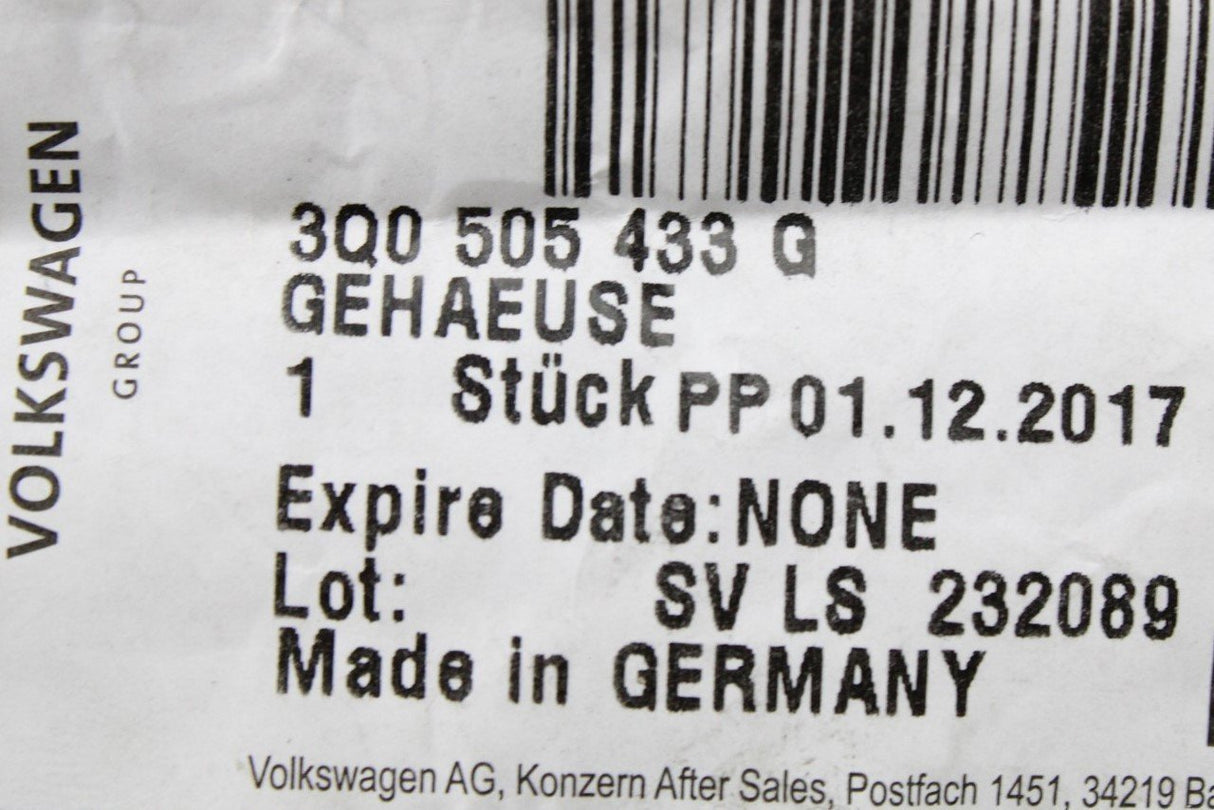 VOLKSWAGEN
GROUP
3Q0 505 433 G
GEHAEUSE
1 Stück PP 01.12.2017
Expire Date:NONE
Lot: SV LS 232089
Made in GERMANY
Volkswagen AG, Konzern After Sales, Postfach 1451, 34219